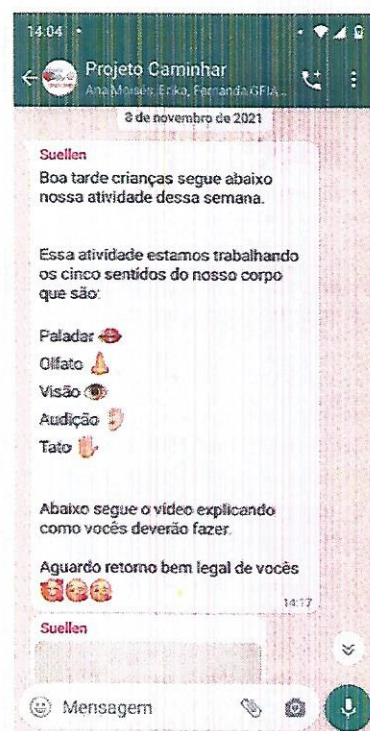 14:04
Projeto Caminhar
Ana Moisés, Erika, Fernanda GFIA...
8 de novembro de 2021
Suellen
Boa tarde crianças segue abaixo
nossa atividade dessa semana.
Essa atividade estamos trabalhando
os cinco sentidos do nosso corpo
que são:
Paladar
Olfato
Visão
Audição
Tato
Abaixo segue o vídeo explicando
como vocês deverão fazer.
Aguardo retorno bem legal de vocês
14:17
Suellen
Mensagem